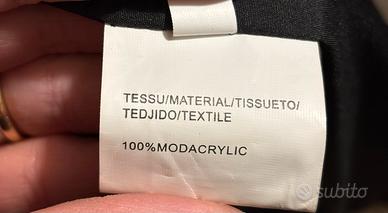 TESSU/MATERIAL/TISSUETO/
TEDJIDO/TEXTILE
100%MODACRYLIC
subito